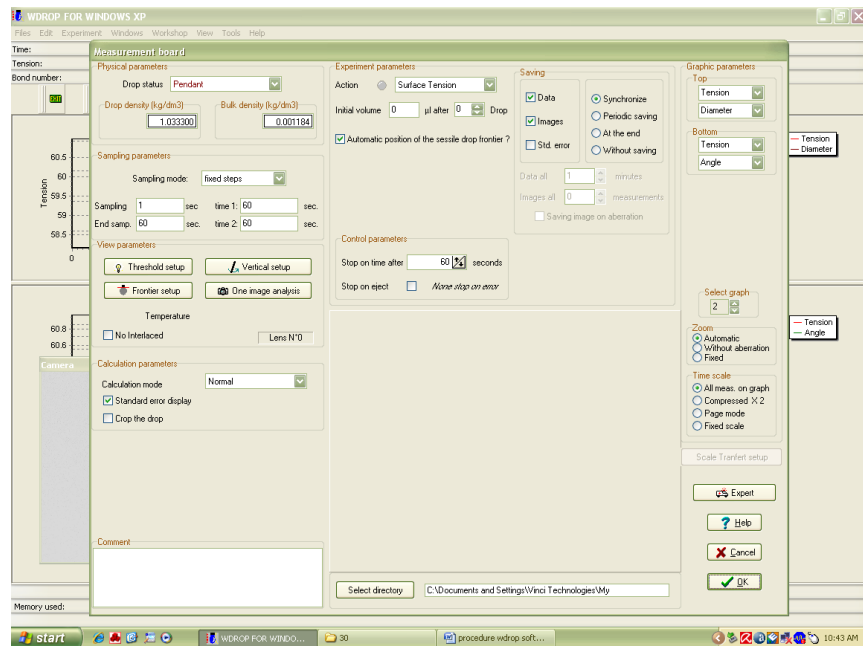 WDROP FOR WINDOWS XP
Files Edit Experiment Windows Workshop View Tools Help
Time:
Tension:
Bond number:
EXIT
Tension
60.5
60
59.5
59
58.5
0
60.8
60.6
Camera
Memory used:
Tension
Diameter
Tension
Angle
Measurement board
Physical parameters
Drop status Pendant
Drop density (kg/dm3)
1.033300
Bulk density (kg/dm3)
0.001184
Sampling parameters
Sampling mode: fixed steps
Sampling 1 sec time 1: 60 sec.
End samp. 60 sec. time 2: 60 sec.
View parameters
Threshold setup
Vertical setup
Frontier setup
One image analysis
Temperature
No Interlaced
Lens N°0
Calculation parameters
Calculation mode Normal
Standard error display
Crop the drop
Comment
Experiment parameters
Action Surface Tension
Initial volume 0 µl after 0 Drop
Automatic position of the sessile drop frontier ?
Saving
Data
Images
Std. error
Synchronize
Periodic saving
At the end
Without saving
Data all 1 minutes
Images all 0 measurements
Saving image on aberration
Control parameters
Stop on time after 60 seconds
Stop on eject None stop on error
Select directory C:\Documents and Settings\Vinci Technologies\My
Graphic parameters
Top
Tension
Diameter
Bottom
Tension
Angle
Select graph
2
Zoom
Automatic
Without aberration
Fixed
Time scale
All meas. on graph
Compressed X 2
Page mode
Fixed scale
Scale Tranfert setup
Expert
Help
Cancel
OK
start
WDROP FOR WINDO...
30
procedure wdrop soft...
10:43 AM